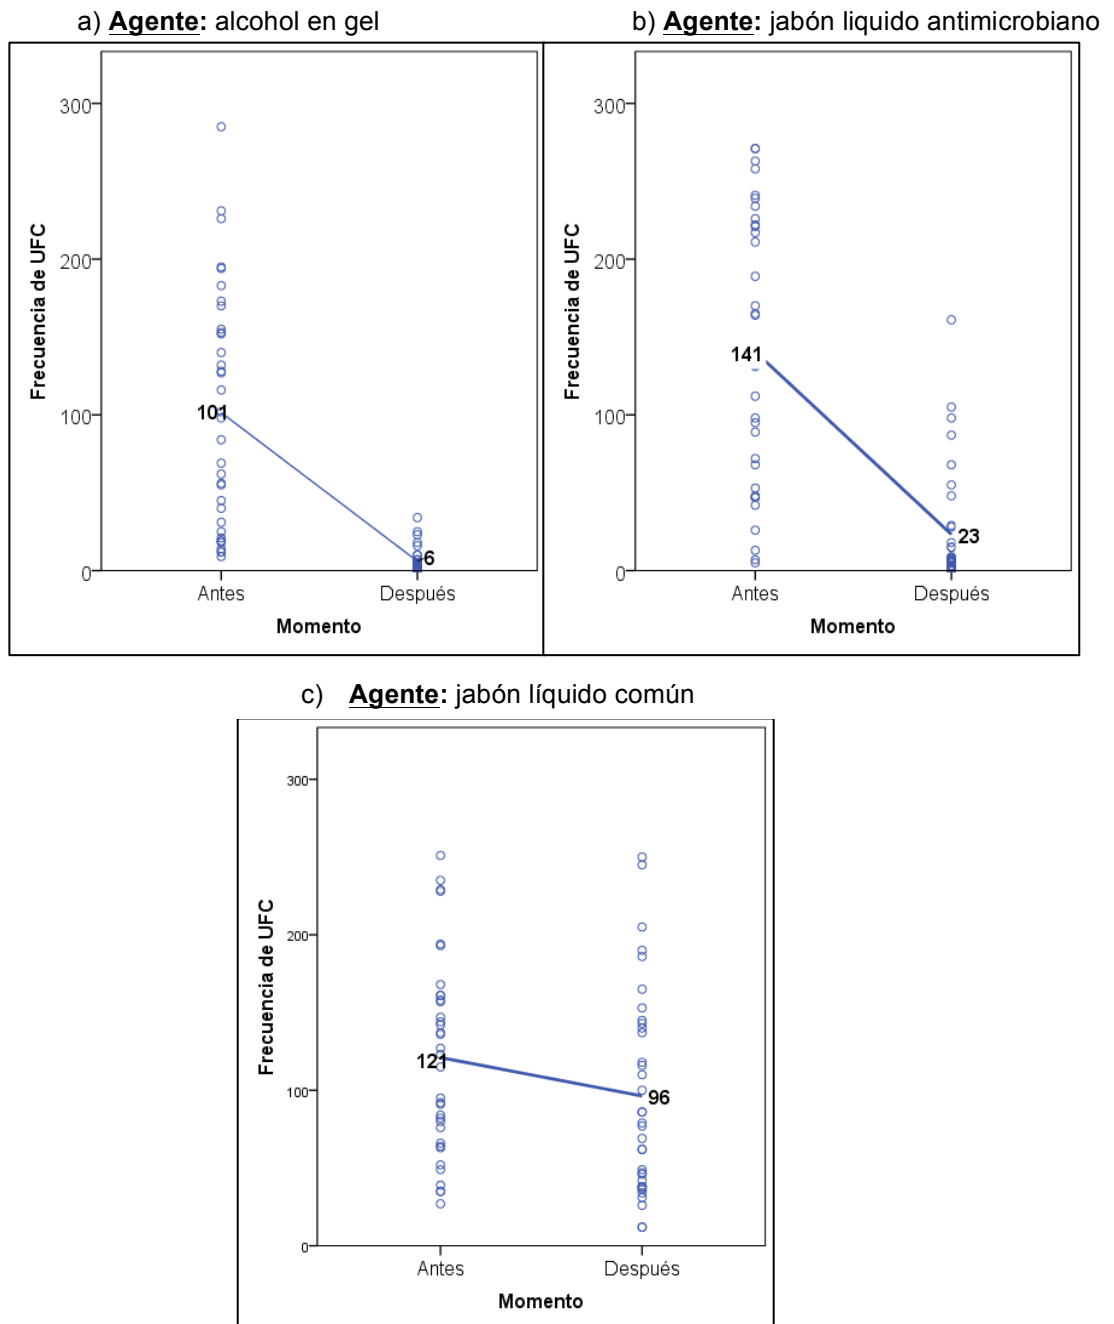 a) Agente: alcohol en gel
b) Agente: jabón liquido antimicrobiano
300
200
100
0
Frecuencia de UFC
101
6
Antes
Después
Momento
300
200
100
0
Frecuencia de UFC
141
23
Antes
Después
Momento
c) Agente: jabón líquido común
300
200
100
0
Frecuencia de UFC
121
96
Antes
Después
Momento